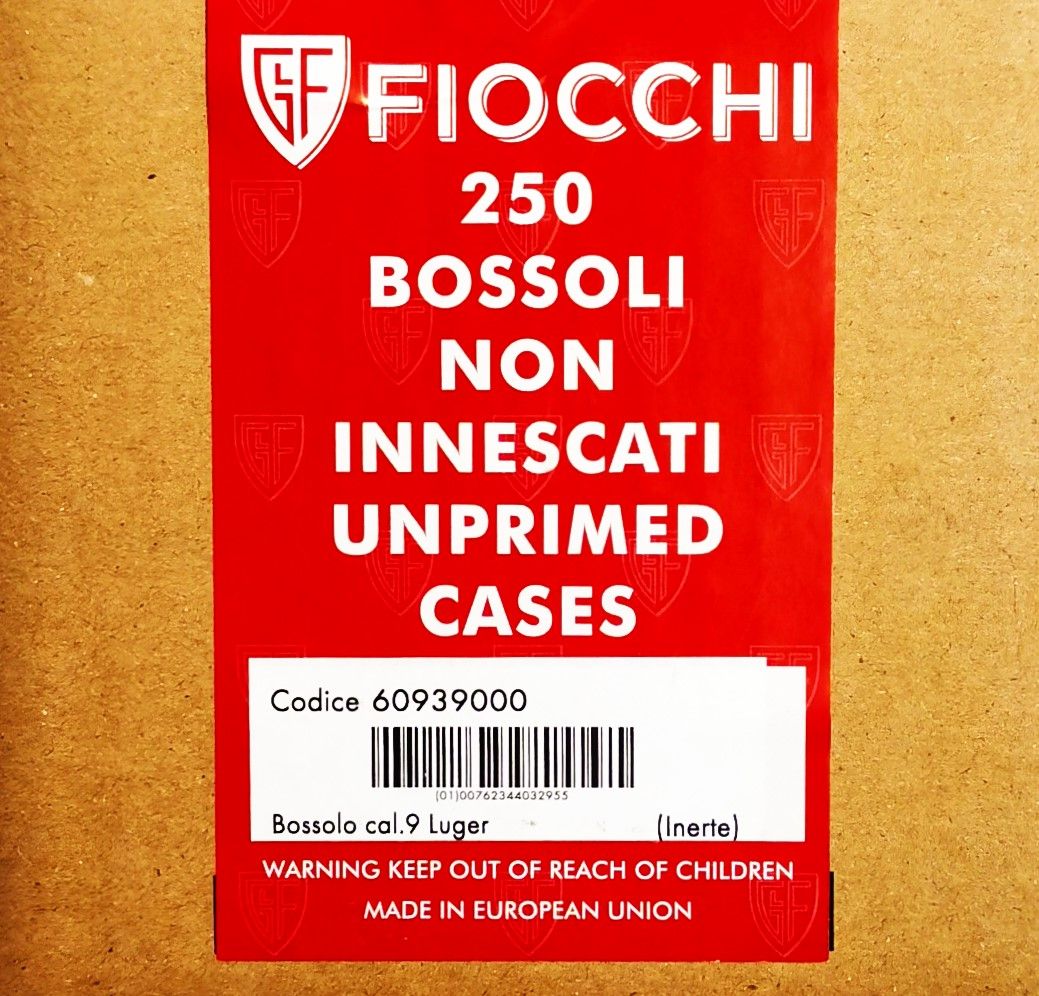 GF FIOCCHI
250
BOSSOLI
NON
INNESCATI
UNPRIMED
CASES
Codice 60939000
(01)00762344032955
Bossolo cal.9 Luger (Inerte)
WARNING KEEP OUT OF REACH OF CHILDREN
MADE IN EUROPEAN UNION